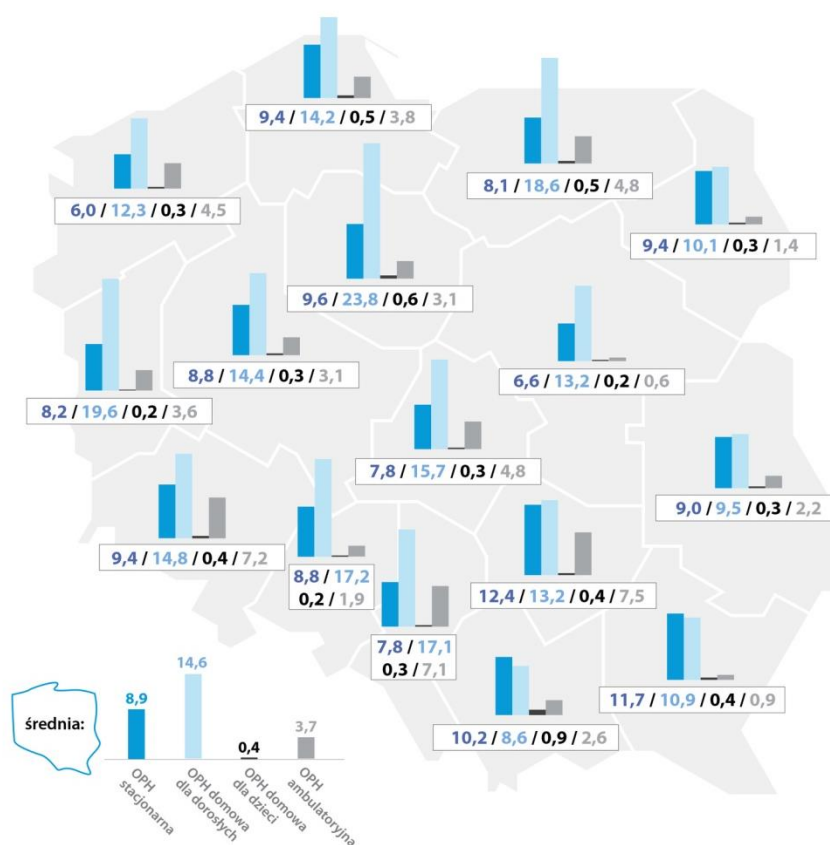 9,4 / 14,2 / 0,5 / 3,8
8,1 / 18,6 / 0,5 / 4,8
6,0 / 12,3 / 0,3 / 4,5
9,4 / 10,1 / 0,3 / 1,4
9,6 / 23,8 / 0,6 / 3,1
8,8 / 14,4 / 0,3 / 3,1
6,6 / 13,2 / 0,2 / 0,6
8,2 / 19,6 / 0,2 / 3,6
7,8 / 15,7 / 0,3 / 4,8
9,0 / 9,5 / 0,3 / 2,2
9,4 / 14,8 / 0,4 / 7,2
8,8 / 17,2
0,2 / 1,9
12,4 / 13,2 / 0,4 / 7,5
7,8 / 17,1
0,3 / 7,1
11,7 / 10,9 / 0,4 / 0,9
10,2 / 8,6 / 0,9 / 2,6
średnia:
8,9
14,6
0,4
3,7
OPH
stacjonarna
OPH domowa
dla dorosłych
OPH domowa
dla dzieci
OPH
ambulatoryjna